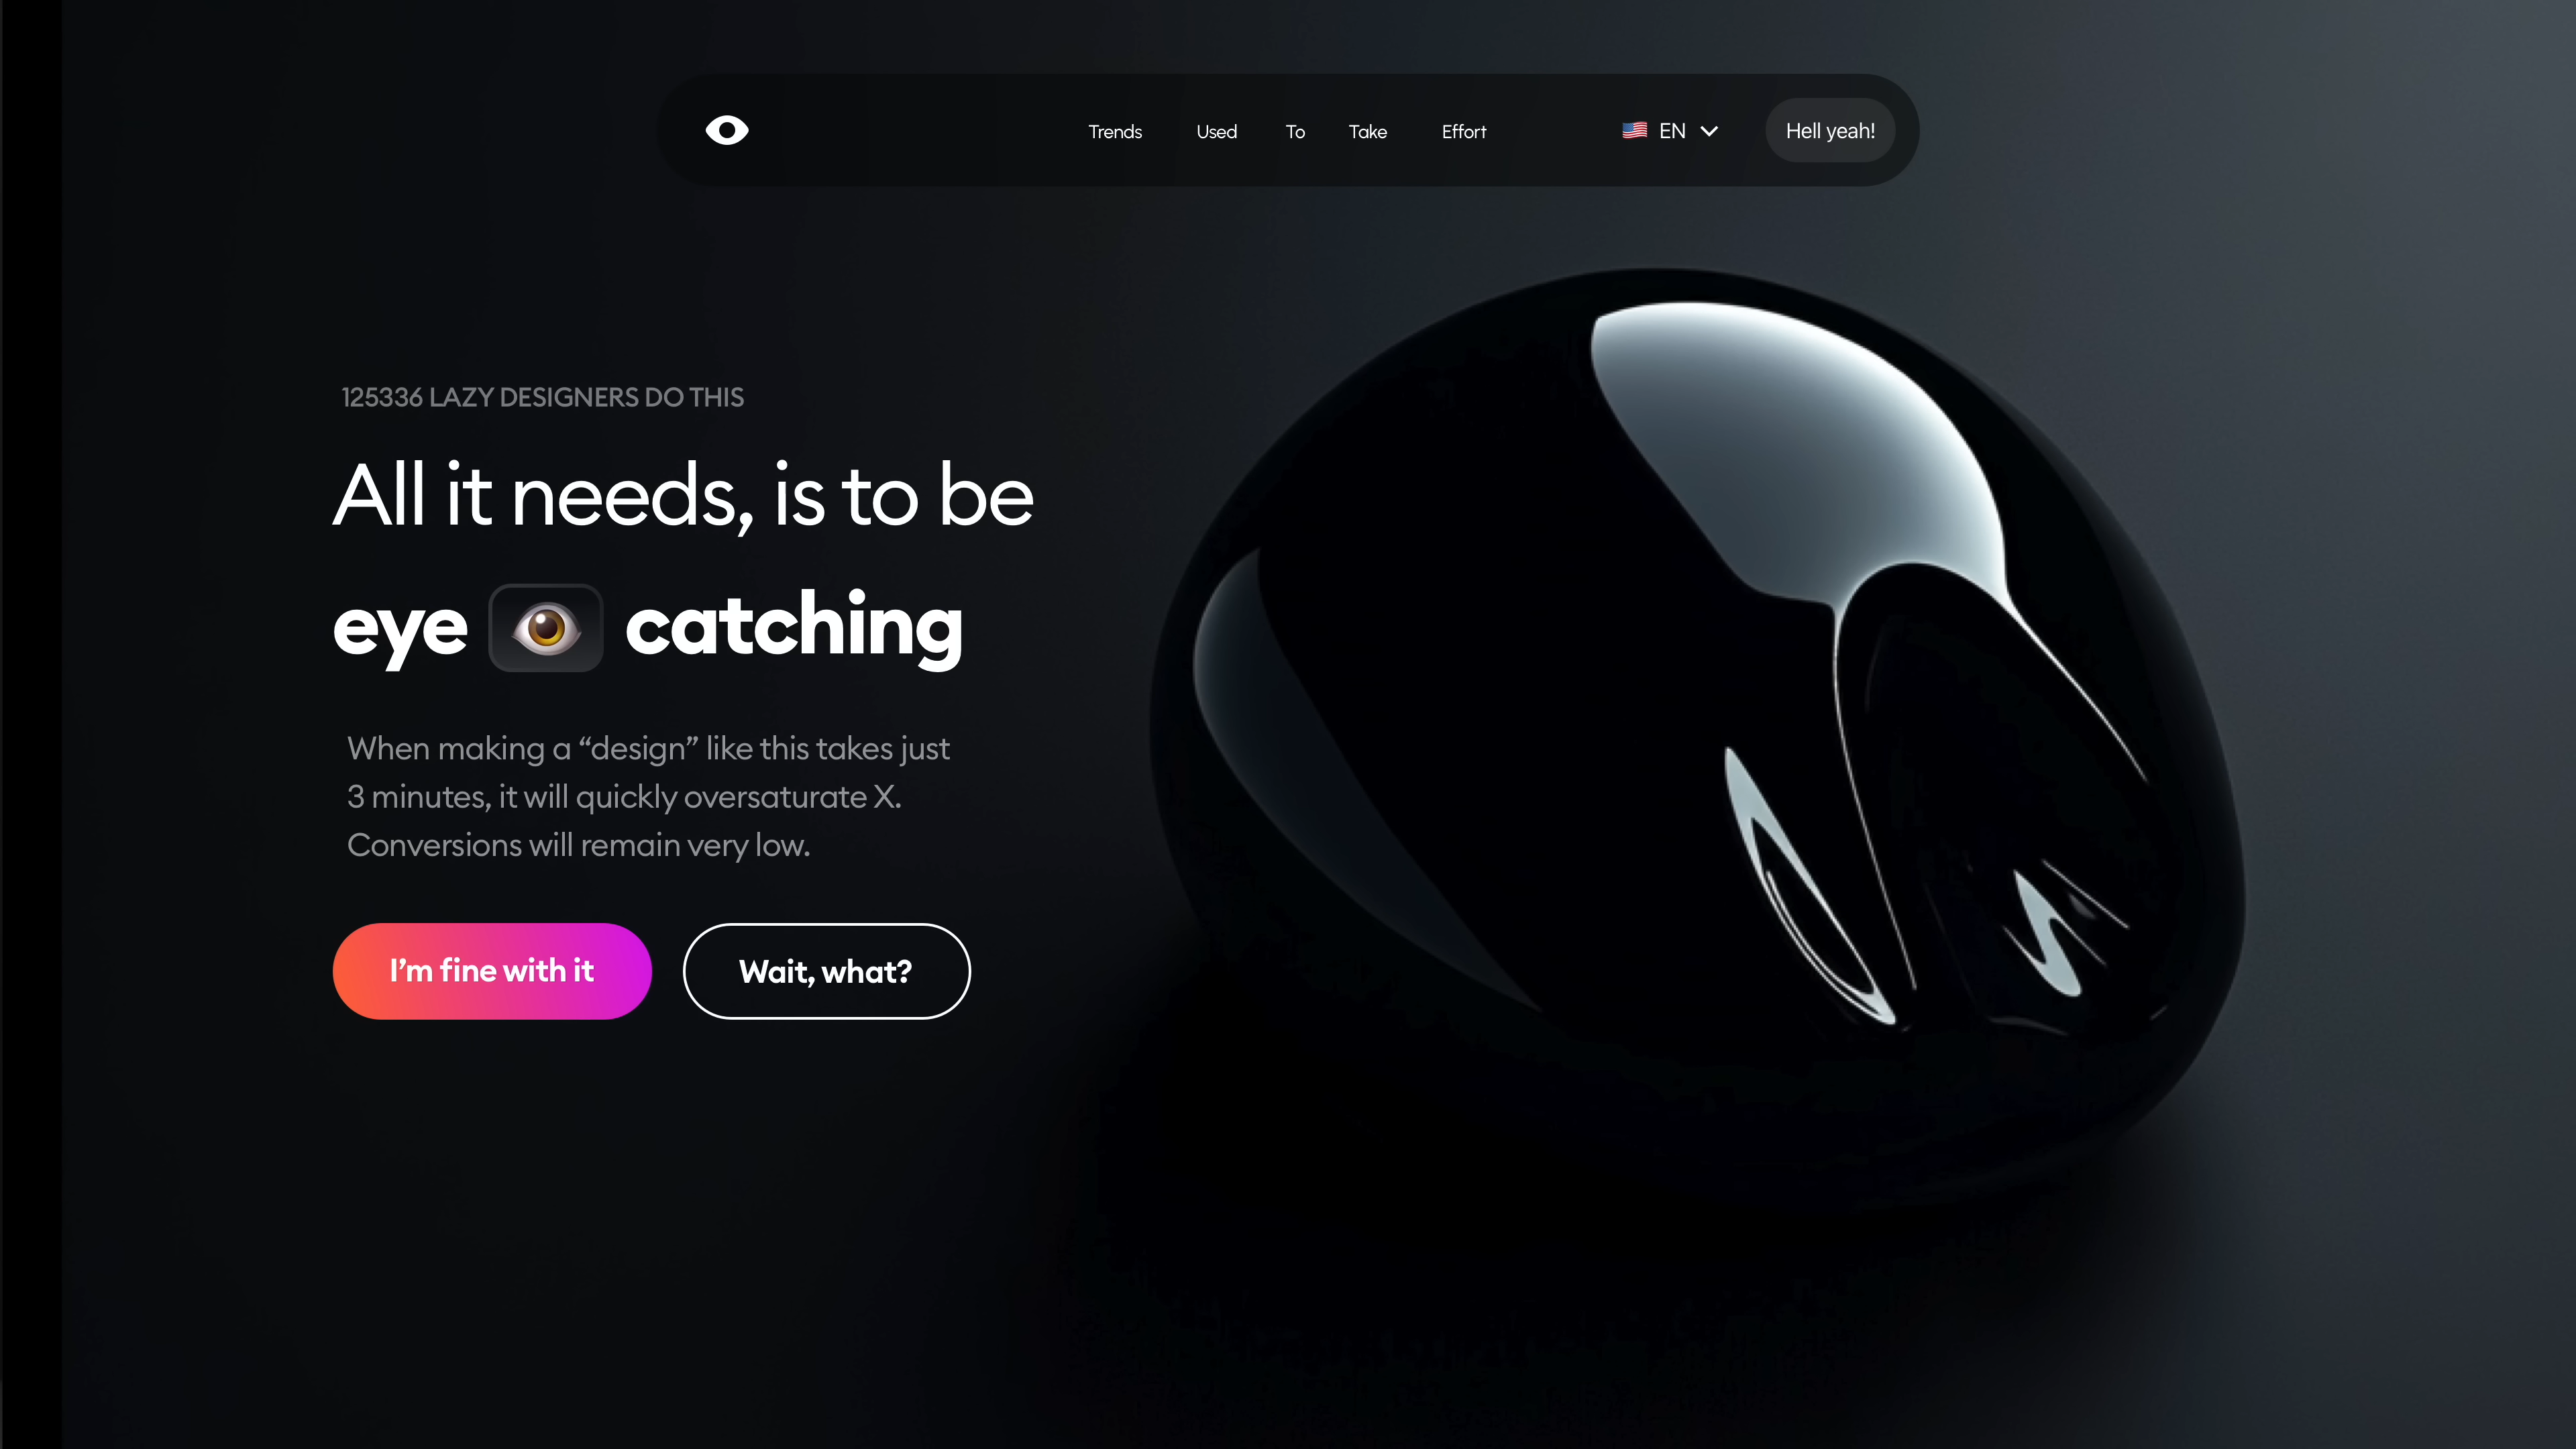 Trends Used To Take Effort EN Hell yeah!
125336 LAZY DESIGNERS DO THIS
All it needs, is to be
eye 👁 catching
When making a “design” like this takes just
3 minutes, it will quickly oversaturate X.
Conversions will remain very low.
I’m fine with it Wait, what?